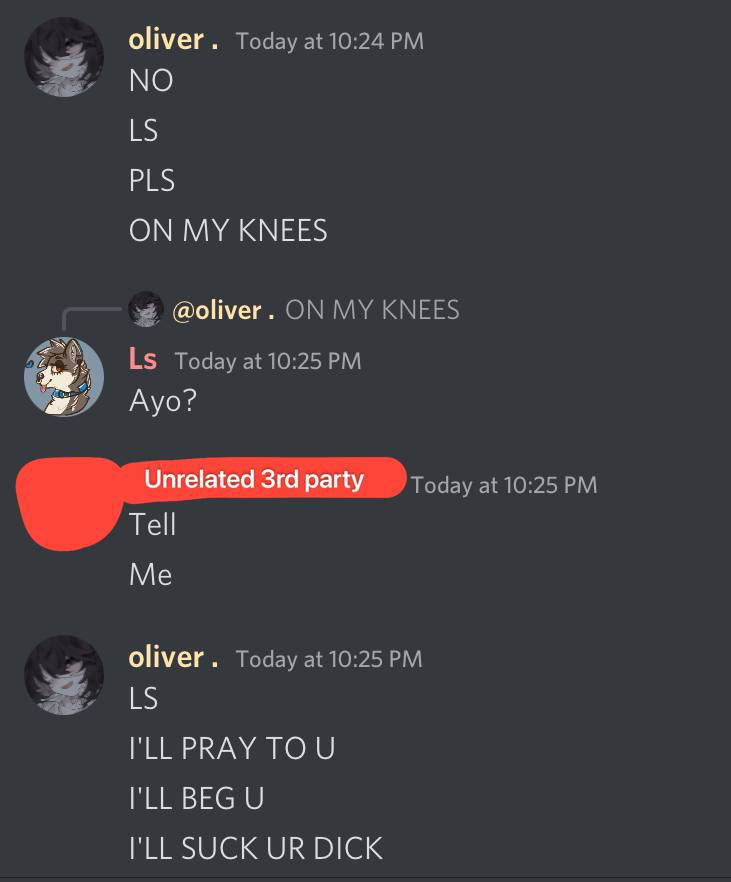 oliver . Today at 10:24 PM
NO
LS
PLS
ON MY KNEES
@oliver . ON MY KNEES
Ls Today at 10:25 PM
Ayo?
Unrelated 3rd party Today at 10:25 PM
Tell
Me
oliver . Today at 10:25 PM
LS
I'LL PRAY TO U
I'LL BEG U
I'LL SUCK UR DICK